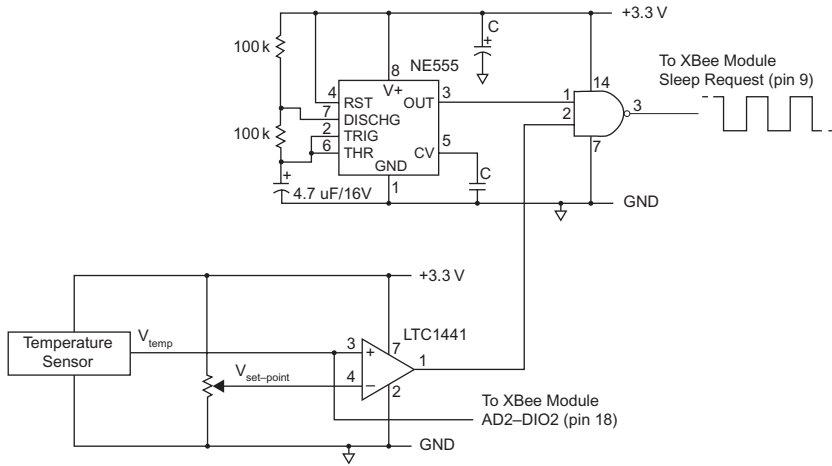 +3.3 V
C
+
100 k
NE555
To XBee Module
Sleep Request (pin 9)
8
V+
14
4
RST
OUT
3
1
7
DISCHG
2
3
2
TRIG
100 k
6
THR
CV
5
7
GND
C
+
1
4.7 uF/16V
GND
+3.3 V
LTC1441
Temperature
Sensor
Vtemp
3
+
7
1
Vset–point
4
–
2
To XBee Module
AD2–DIO2 (pin 18)
GND